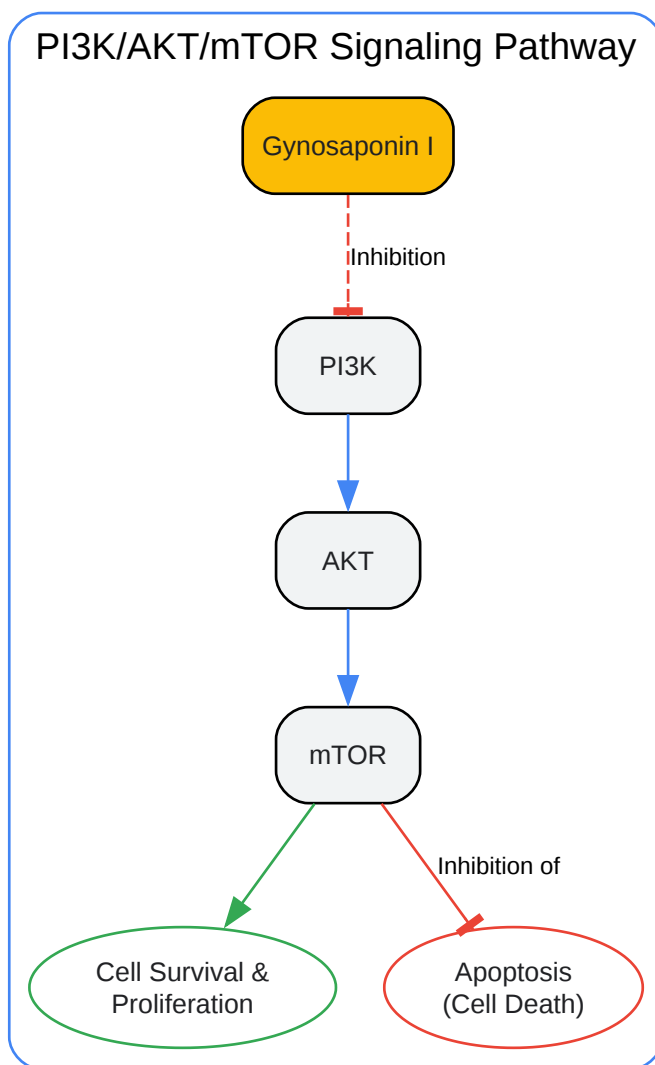 PI3K/AKT/mTOR Signaling Pathway
Gynosaponin I
Inhibition
PI3K
AKT
mTOR
Inhibition of
Cell Survival &
Proliferation
Apoptosis
(Cell Death)